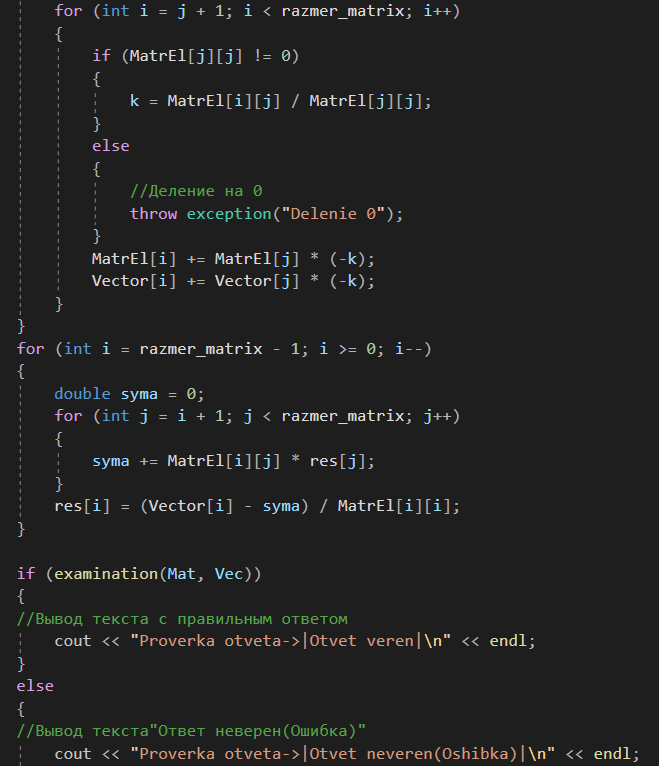 for (int i = j + 1; i < razmer_matrix; i++)
{
if (MatrEl[j][j] != 0)
{
k = MatrEl[i][j] / MatrEl[j][j];
}
else
{
//Деление на 0
throw exception("Delenie 0");
}
MatrEl[i] += MatrEl[j] * (-k);
Vector[i] += Vector[j] * (-k);
}
}
for (int i = razmer_matrix - 1; i >= 0; i--)
{
double syma = 0;
for (int j = i + 1; j < razmer_matrix; j++)
{
syma += MatrEl[i][j] * res[j];
}
res[i] = (Vector[i] - syma) / MatrEl[i][i];
}
if (examination(Mat, Vec))
{
//Вывод текста с правильным ответом
cout << "Proverka otveta->|Otvet veren|\n" << endl;
}
else
{
//Вывод текста"Ответ неверен(Ошибка)"
cout << "Proverka otveta->|Otvet neveren(Oshibka)|\n" << endl;